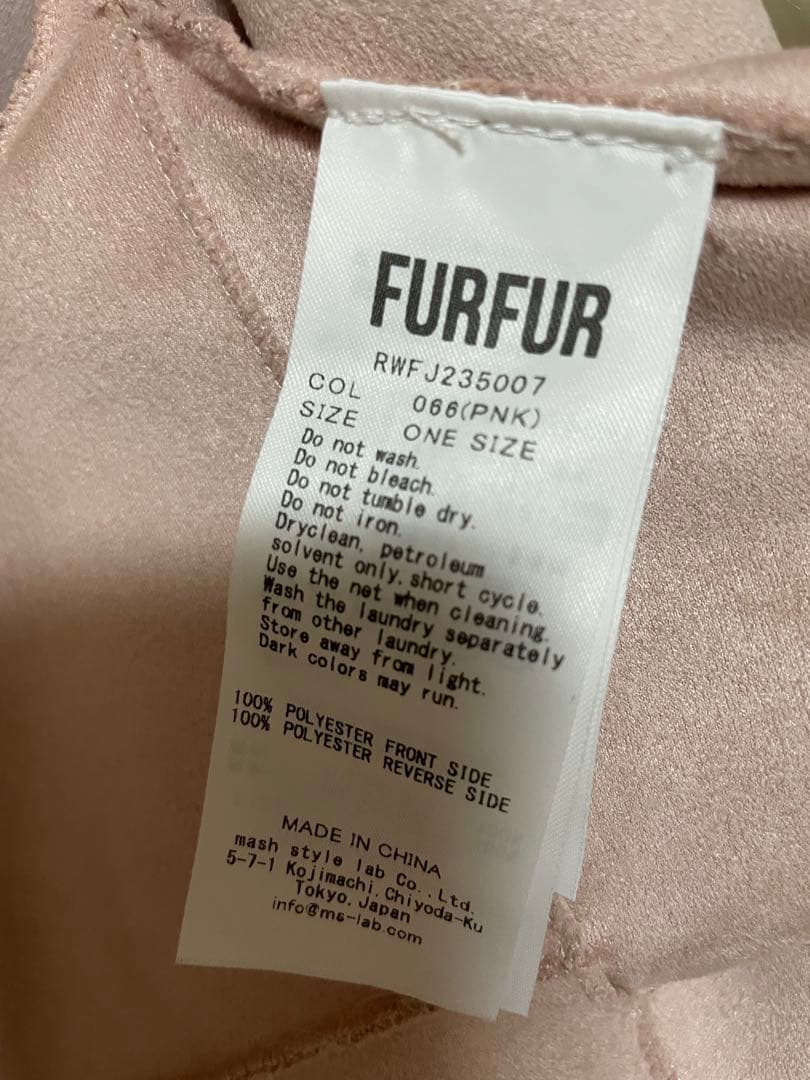 FURFUR
RWFJ235007
COL 066(PNK)
SIZE ONE SIZE
Do not wash.
Do not bleach.
Do not tumble dry.
Do not iron.
Dryclean, petroleum
solvent only, short cycle.
Use the net when cleaning.
Wash the laundry separately
from other laundry.
Store away from light.
Dark colors may run.
100% POLYESTER FRONT SIDE
100% POLYESTER REVERSE SIDE
MADE IN CHINA
mash style lab Co., Ltd.
5-7-1 Kojimachi, Chiyoda-Ku
Tokyo, Japan
info@ms-lab.com